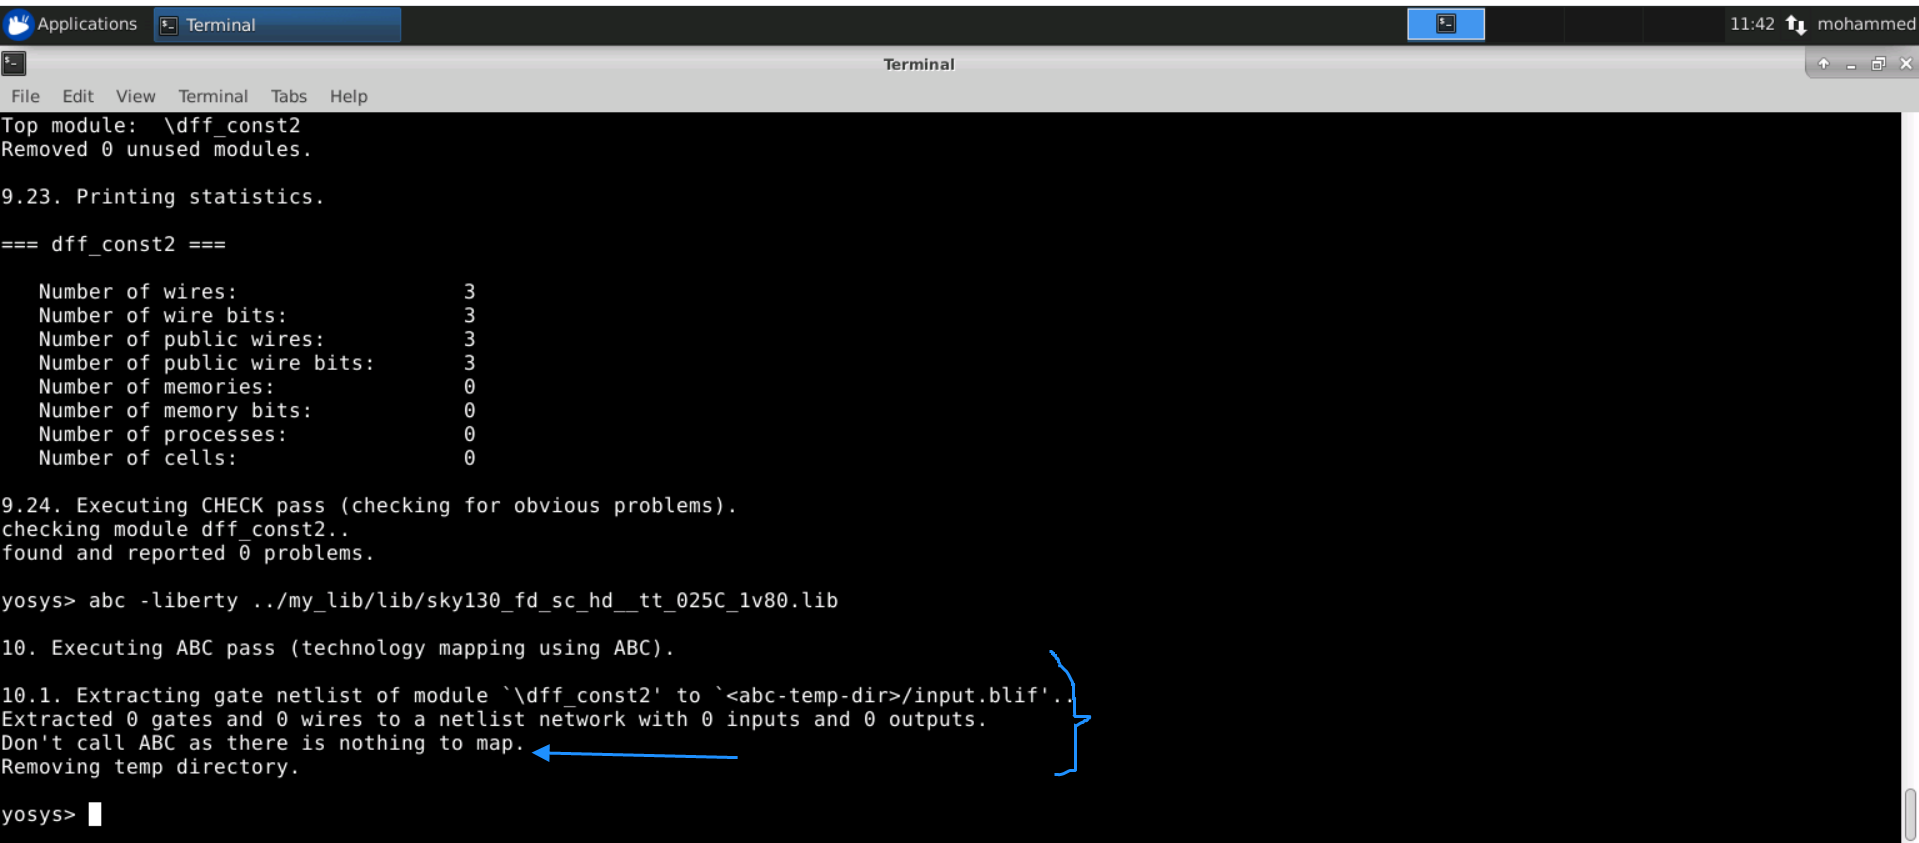 Applications Terminal 11:42 mohammed
Terminal
File Edit View Terminal Tabs Help
Top module:  \dff_const2
Removed 0 unused modules.
9.23. Printing statistics.
=== dff_const2 ===
Number of wires: 3
Number of wire bits: 3
Number of public wires: 3
Number of public wire bits: 3
Number of memories: 0
Number of memory bits: 0
Number of processes: 0
Number of cells: 0
9.24. Executing CHECK pass (checking for obvious problems).
checking module dff_const2..
found and reported 0 problems.
yosys> abc -liberty ../my_lib/lib/sky130_fd_sc_hd__tt_025C_1v80.lib
10. Executing ABC pass (technology mapping using ABC).
10.1. Extracting gate netlist of module `\dff_const2' to `<abc-temp-dir>/input.blif'..
Extracted 0 gates and 0 wires to a netlist network with 0 inputs and 0 outputs.
Don't call ABC as there is nothing to map.
Removing temp directory.
yosys>